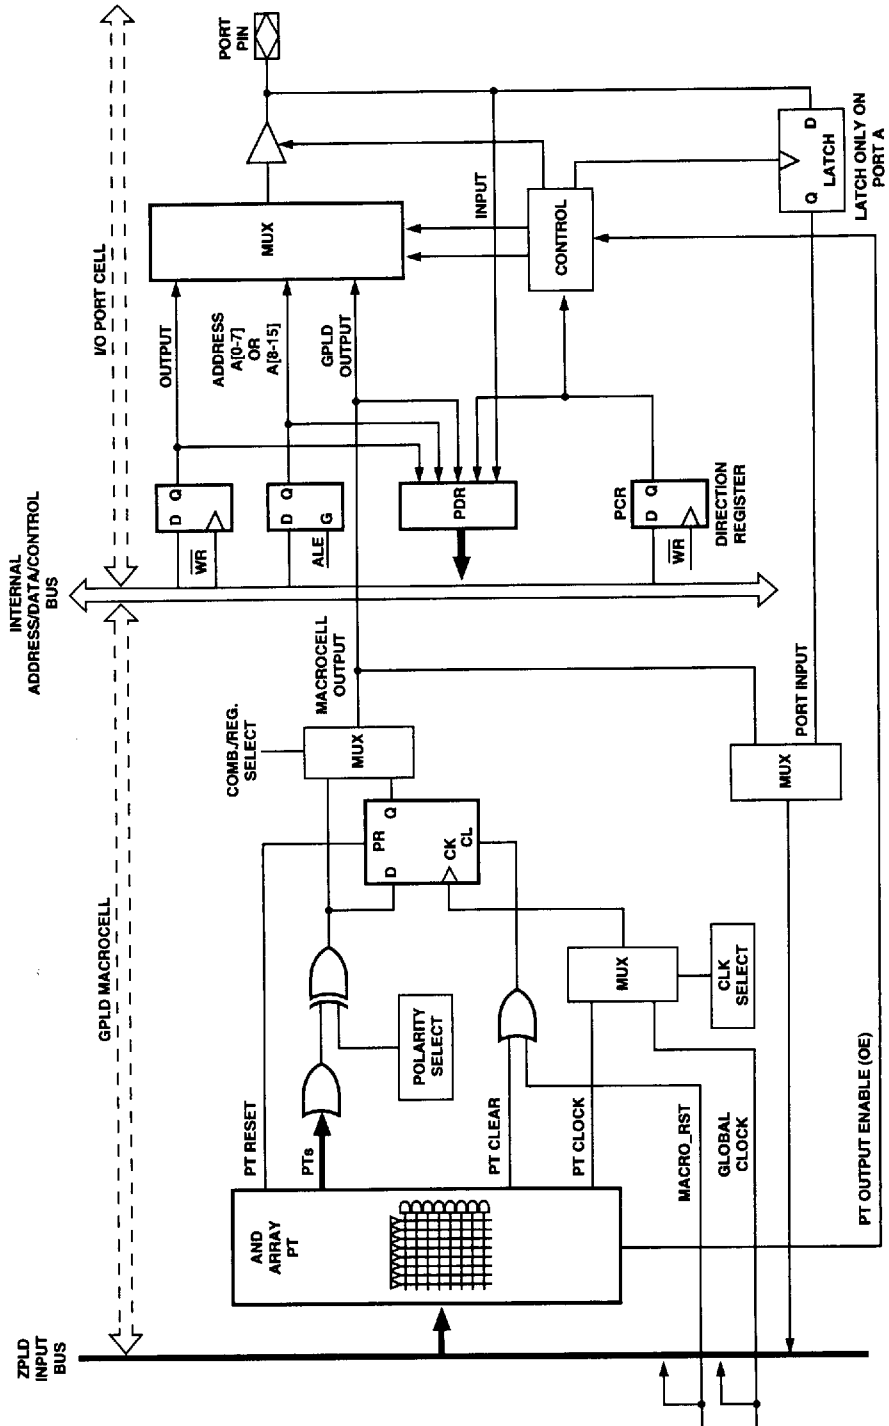 ZPLD
INPUT
BUS
GPLD MACROCELL
INTERNAL
ADDRESS/DATA/CONTROL
BUS
I/O PORT CELL
AND
ARRAY
PT
PT RESET
PTs
PT CLEAR
PT CLOCK
MACRO_RST
GLOBAL
CLOCK
PT OUTPUT ENABLE (OE)
POLARITY
SELECT
MUX
CLK
SELECT
PR
D
Q
CK
CL
COMB./REG.
SELECT
MUX
MACROCELL
OUTPUT
MUX
PORT INPUT
D
Q
WR
D
Q
ALE
G
PDR
PCR
D
Q
WR
DIRECTION
REGISTER
OUTPUT
ADDRESS
A[0-7]
OR
A[8-15]
GPLD
OUTPUT
MUX
INPUT
CONTROL
PORT
PIN
Q
D
LATCH
LATCH ONLY ON
PORT A